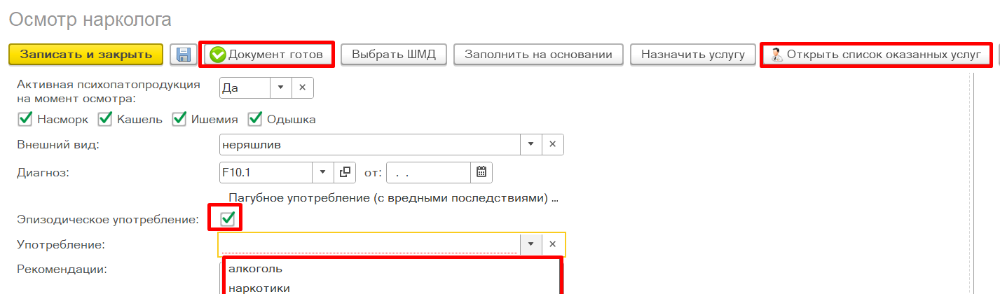 Осмотр нарколога
Записать и закрыть Документ готов Выбрать ШМД Заполнить на основании Назначить услугу Открыть список оказанных услуг
Активная психопатопродукция
на момент осмотра: Да
Насморк Кашель Ишемия Одышка
Внешний вид: неряшлив
Диагноз: F10.1 от: . .
Пагубное употребление (с вредными последствиями) ...
Эпизодическое употребление:
Употребление:
Рекомендации: алкоголь
наркотики